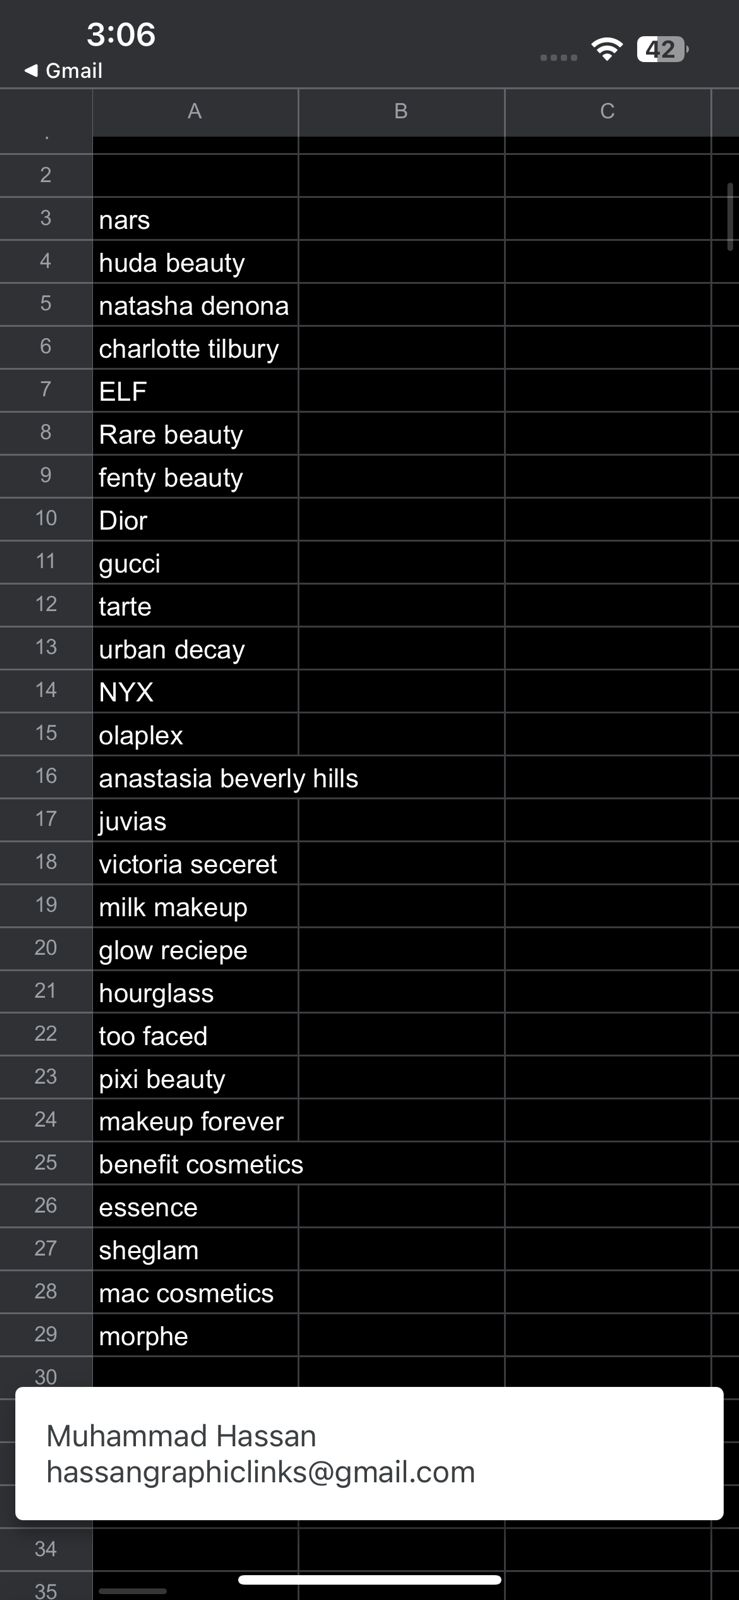 3:06
42
◀ Gmail
A B C
2
3 nars
4 huda beauty
5 natasha denona
6 charlotte tilbury
7 ELF
8 Rare beauty
9 fenty beauty
10 Dior
11 gucci
12 tarte
13 urban decay
14 NYX
15 olaplex
16 anastasia beverly hills
17 juvias
18 victoria seceret
19 milk makeup
20 glow reciepe
21 hourglass
22 too faced
23 pixi beauty
24 makeup forever
25 benefit cosmetics
26 essence
27 sheglam
28 mac cosmetics
29 morphe
30
Muhammad Hassan
hassangraphiclinks@gmail.com
34
35